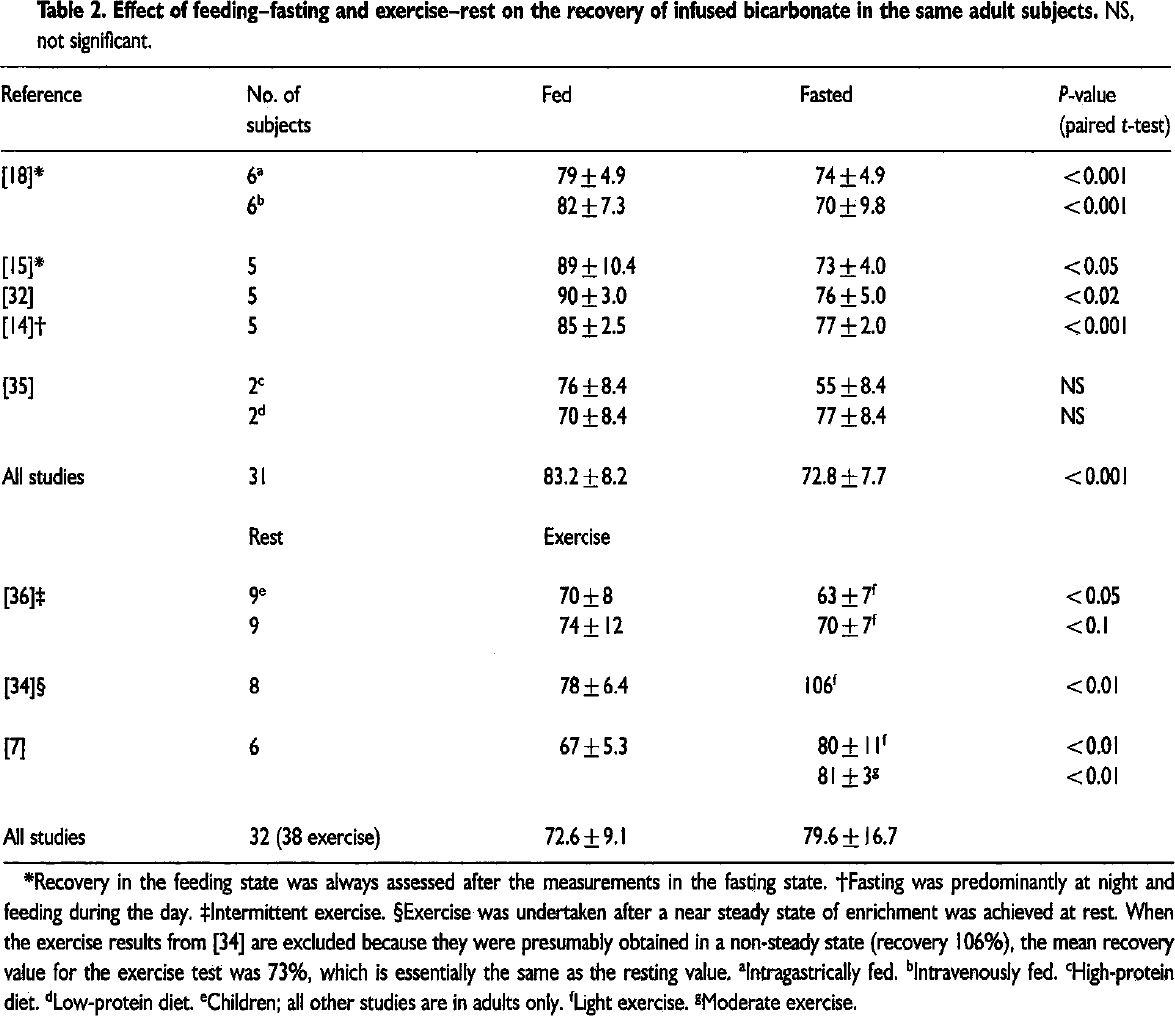 Table 2. Effect of feeding–fasting and exercise–rest on the recovery of infused bicarbonate in the same adult subjects. NS,
not significant.
Reference No. of subjects Fed Fasted P-value (paired t-test)
[18]* 6ᵃ 79±4.9 74±4.9 <0.001
6ᵇ 82±7.3 70±9.8 <0.001
[15]* 5 89±10.4 73±4.0 <0.05
[32] 5 90±3.0 76±5.0 <0.02
[14]† 5 85±2.5 77±2.0 <0.001
[35] 2ᶜ 76±8.4 55±8.4 NS
2ᵈ 70±8.4 77±8.4 NS
All studies 31 83.2±8.2 72.8±7.7 <0.001
Rest Exercise
[36]‡ 9ᵉ 70±8 63±7ᶠ <0.05
9 74±12 70±7ᶠ <0.1
[34]§ 8 78±6.4 106ᶠ <0.01
[7] 6 67±5.3 80±11ᶠ <0.01
81±3ᵍ <0.01
All studies 32 (38 exercise) 72.6±9.1 79.6±16.7
*Recovery in the feeding state was always assessed after the measurements in the fasting state. †Fasting was predominantly at night and
feeding during the day. ‡Intermittent exercise. §Exercise was undertaken after a near steady state of enrichment was achieved at rest. When
the exercise results from [34] are excluded because they were presumably obtained in a non-steady state (recovery 106%), the mean recovery
value for the exercise test was 73%, which is essentially the same as the resting value. ᵃIntragastrically fed. ᵇIntravenously fed. ᶜHigh-protein
diet. ᵈLow-protein diet. ᵉChildren; all other studies are in adults only. ᶠLight exercise. ᵍModerate exercise.